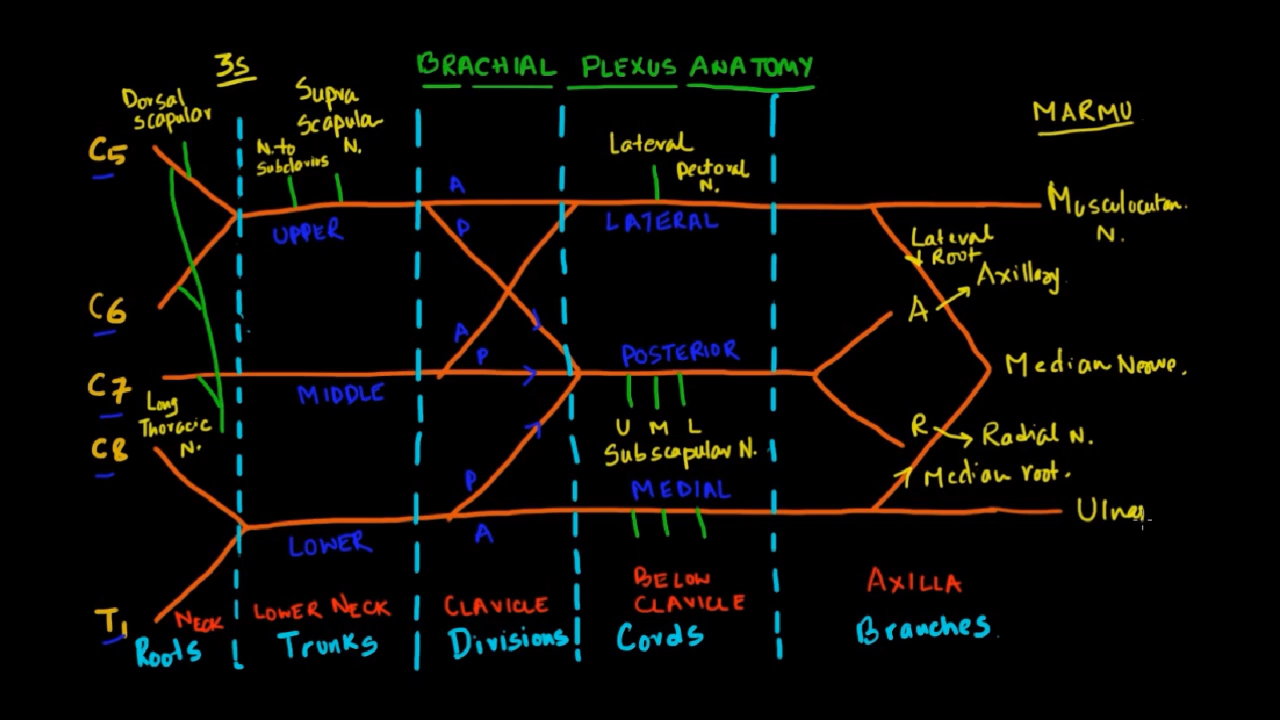 BRACHIAL PLEXUS ANATOMY
3s
Dorsal
scapular
C5
C6
C7
Long
Thoracic
N.
C8
T1
NECK
Roots
N. to
Subclavius
Supra
Scapular
N.
UPPER
MIDDLE
LOWER
LOWER NECK
Trunks
A
P
A
P
P
A
CLAVICLE
Divisions
Lateral
Pectoral
N.
LATERAL
POSTERIOR
U M L
Subscapular N.
MEDIAL
BELOW
CLAVICLE
Cords
MARMU
Musculocutan.
N.
Lateral
Root
A
Axillary
Median Nerve.
R
Radial N.
Median root.
Ulnar
AXILLA
Branches